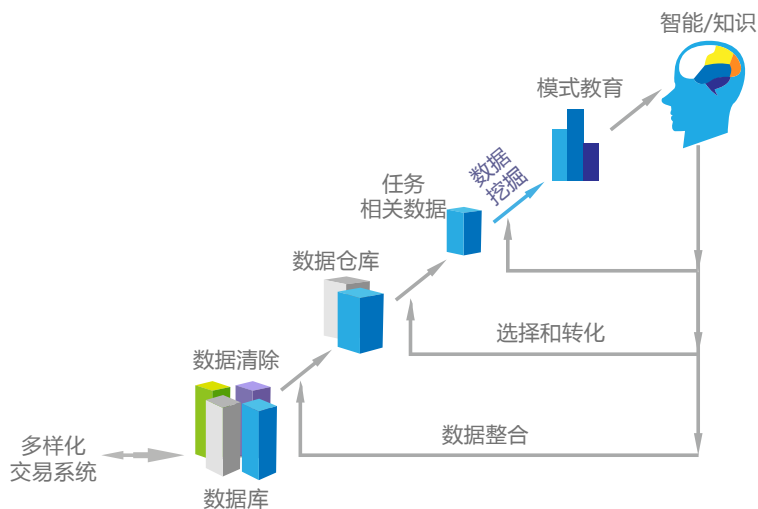 智能/知识
模式教育
数据
挖掘
任务
相关数据
数据仓库
选择和转化
数据清除
数据整合
多样化
交易系统
数据库